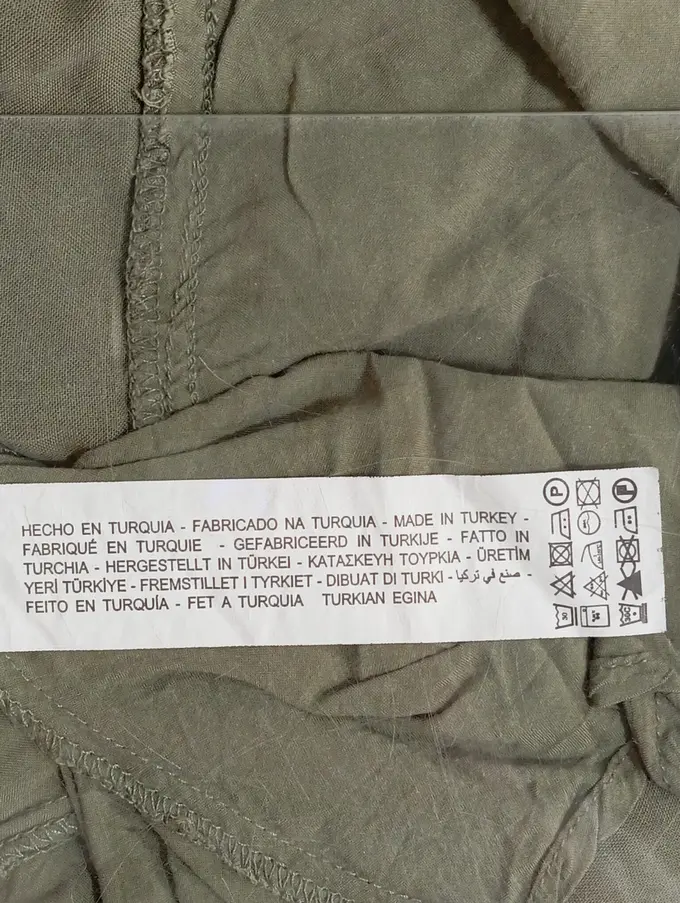 HECHO EN TURQUIA - FABRICADO NA TURQUIA - MADE IN TURKEY -
FABRIQUÉ EN TURQUIE - GEFABRICEERD IN TURKIJE - FATTO IN
TURCHIA - HERGESTELLT IN TÜRKEI - ΚΑΤΑΣΚΕΥΗ ΤΟΥΡΚΙΑ - ÜRETİM
YERİ TÜRKİYE - FREMSTILLET I TYRKIET - DIBUAT DI TURKI - صنع في تركيا -
FEITO EN TURQUÍA - FET A TURQUIA TURKIAN EGINA
P
30